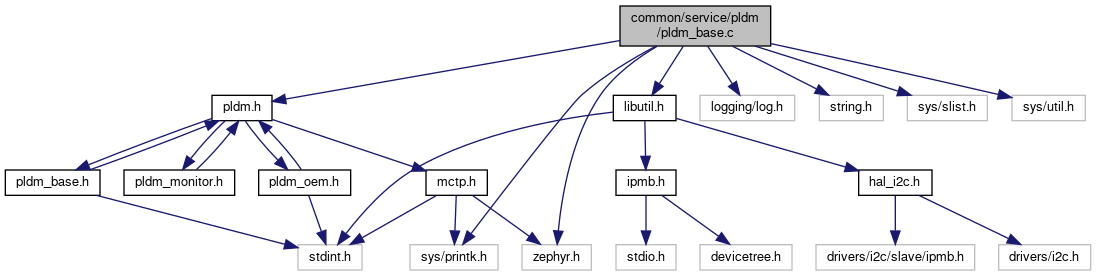 common/service/pldm
/pldm_base.c
pldm.h
libutil.h
logging/log.h
string.h
sys/slist.h
sys/util.h
pldm_base.h
pldm_monitor.h
pldm_oem.h
mctp.h
ipmb.h
hal_i2c.h
stdint.h
sys/printk.h
zephyr.h
stdio.h
devicetree.h
drivers/i2c/slave/ipmb.h
drivers/i2c.h